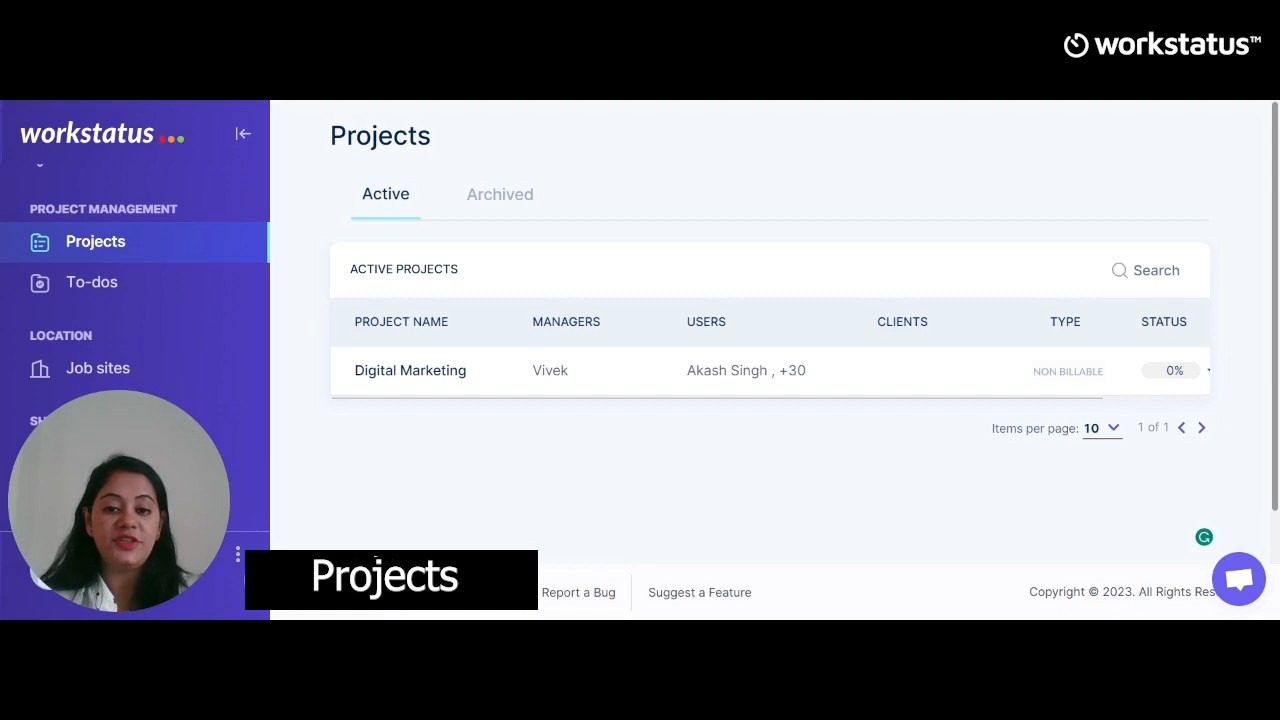 workstatus™
workstatus
PROJECT MANAGEMENT
Projects
To-dos
LOCATION
Job sites
Projects
Active
Archived
ACTIVE PROJECTS
Search
PROJECT NAME MANAGERS USERS CLIENTS TYPE STATUS
Digital Marketing Vivek Akash Singh , +30 NON BILLABLE 0%
Items per page: 10 1 of 1
Projects
Report a Bug
Suggest a Feature
Copyright © 2023. All Rights Res